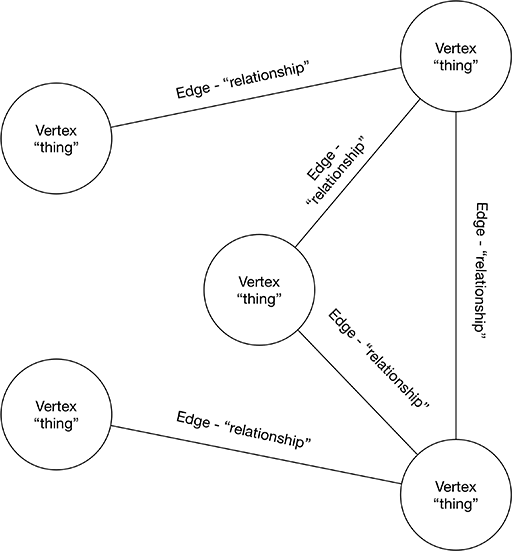 Vertex
“thing”
Edge - “relationship”
Vertex
“thing”
Edge -
“relationship”
Edge - “relationship”
Vertex
“thing”
Edge - “relationship”
Vertex
“thing”
Edge - “relationship”
Vertex
“thing”